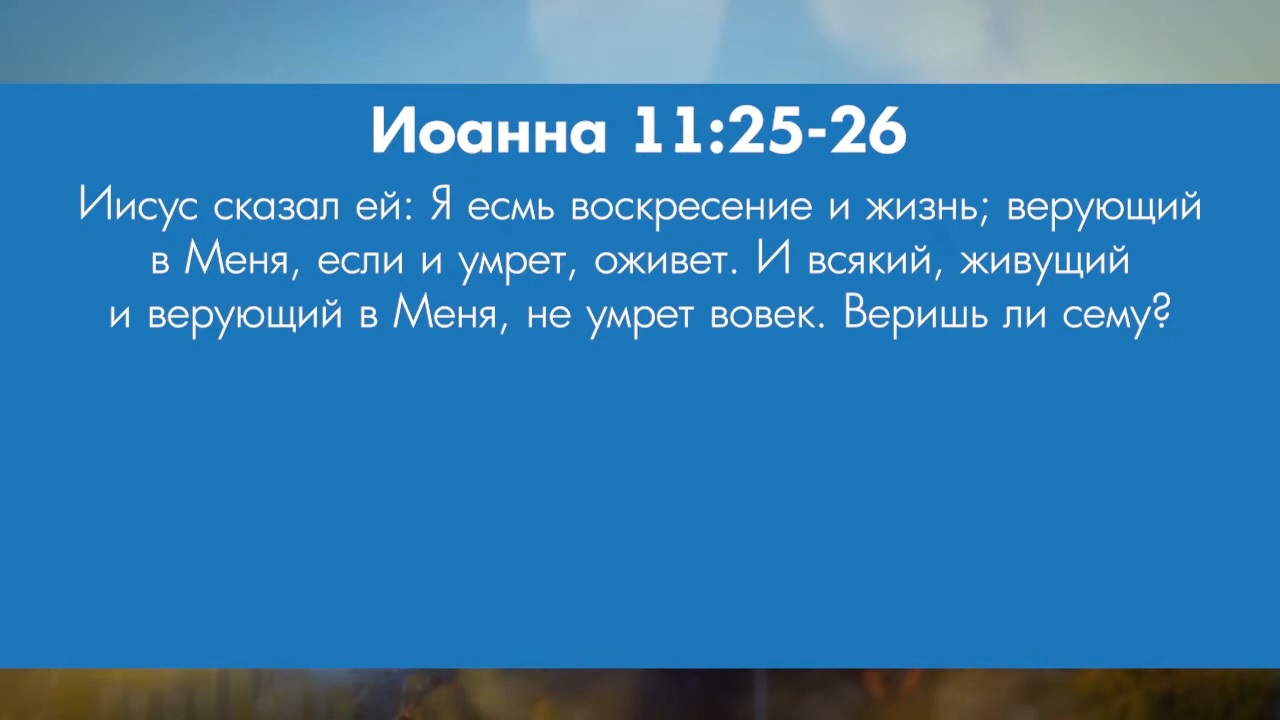 Иоанна 11:25-26
Иисус сказал ей: Я есмь воскресение и жизнь; верующий
в Меня, если и умрет, оживет. И всякий, живущий
и верующий в Меня, не умрет вовек. Веришь ли сему?